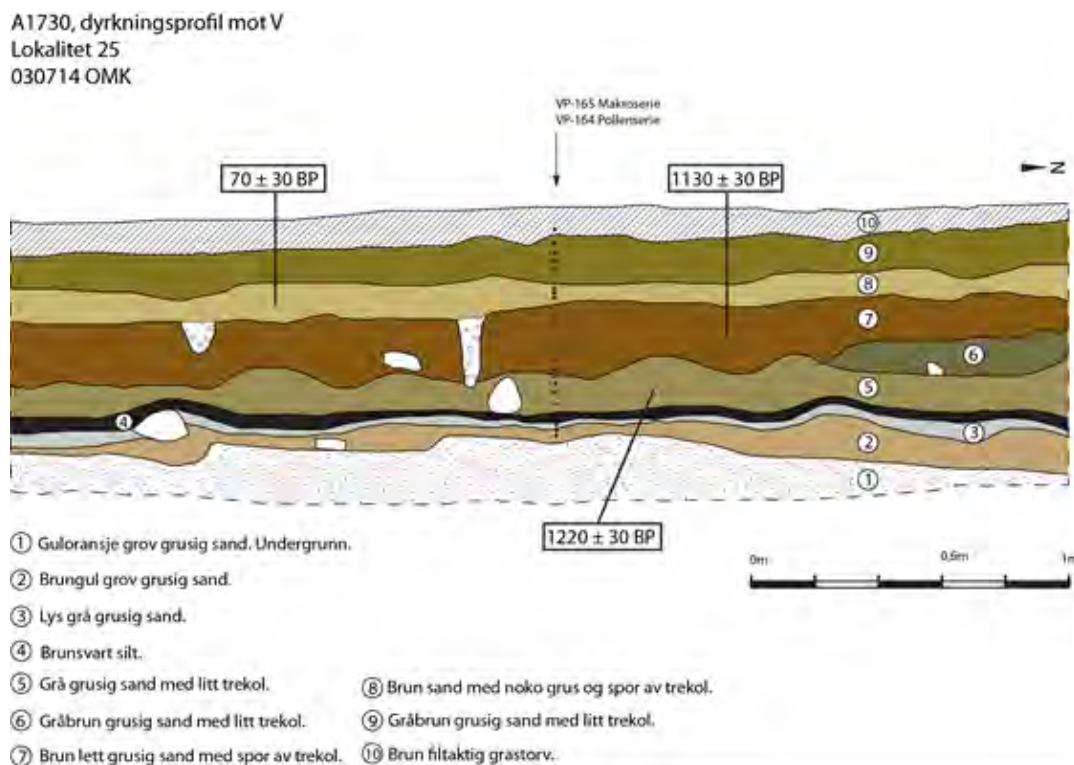 A1730, dyrkningsprofil mot V
Lokalitet 25
030714 OMK
VP-165 Makroserie
VP-164 Pollenserie
70 ± 30 BP
1130 ± 30 BP
N
10
9
8
7
6
5
4
3
2
1
1220 ± 30 BP
0m 0,5m 1m
1 Guloransje grov grusig sand. Undergrunn.
2 Brungul grov grusig sand.
3 Lys grå grusig sand.
4 Brunsvart silt.
5 Grå grusig sand med litt trekol.
6 Gråbrun grusig sand med litt trekol.
7 Brun lett grusig sand med spor av trekol.
8 Brun sand med noko grus og spor av trekol.
9 Gråbrun grusig sand med litt trekol.
10 Brun filtaktig grastorv.